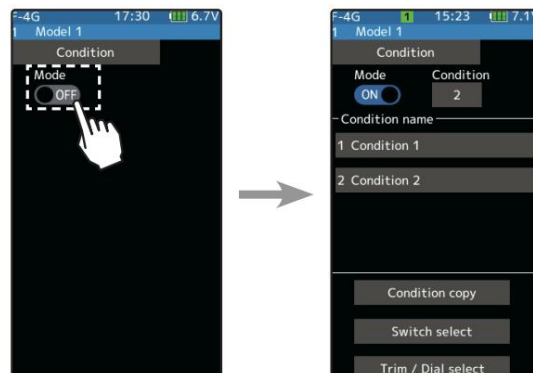 F-4G 17:30 6.7V
1 Model 1
Condition
Mode
OFF
F-4G 1 15:23 7.1V
1 Model 1
Condition
Mode Condition
ON 2
Condition name
1 Condition 1
2 Condition 2
Condition copy
Switch select
Trim / Dial select